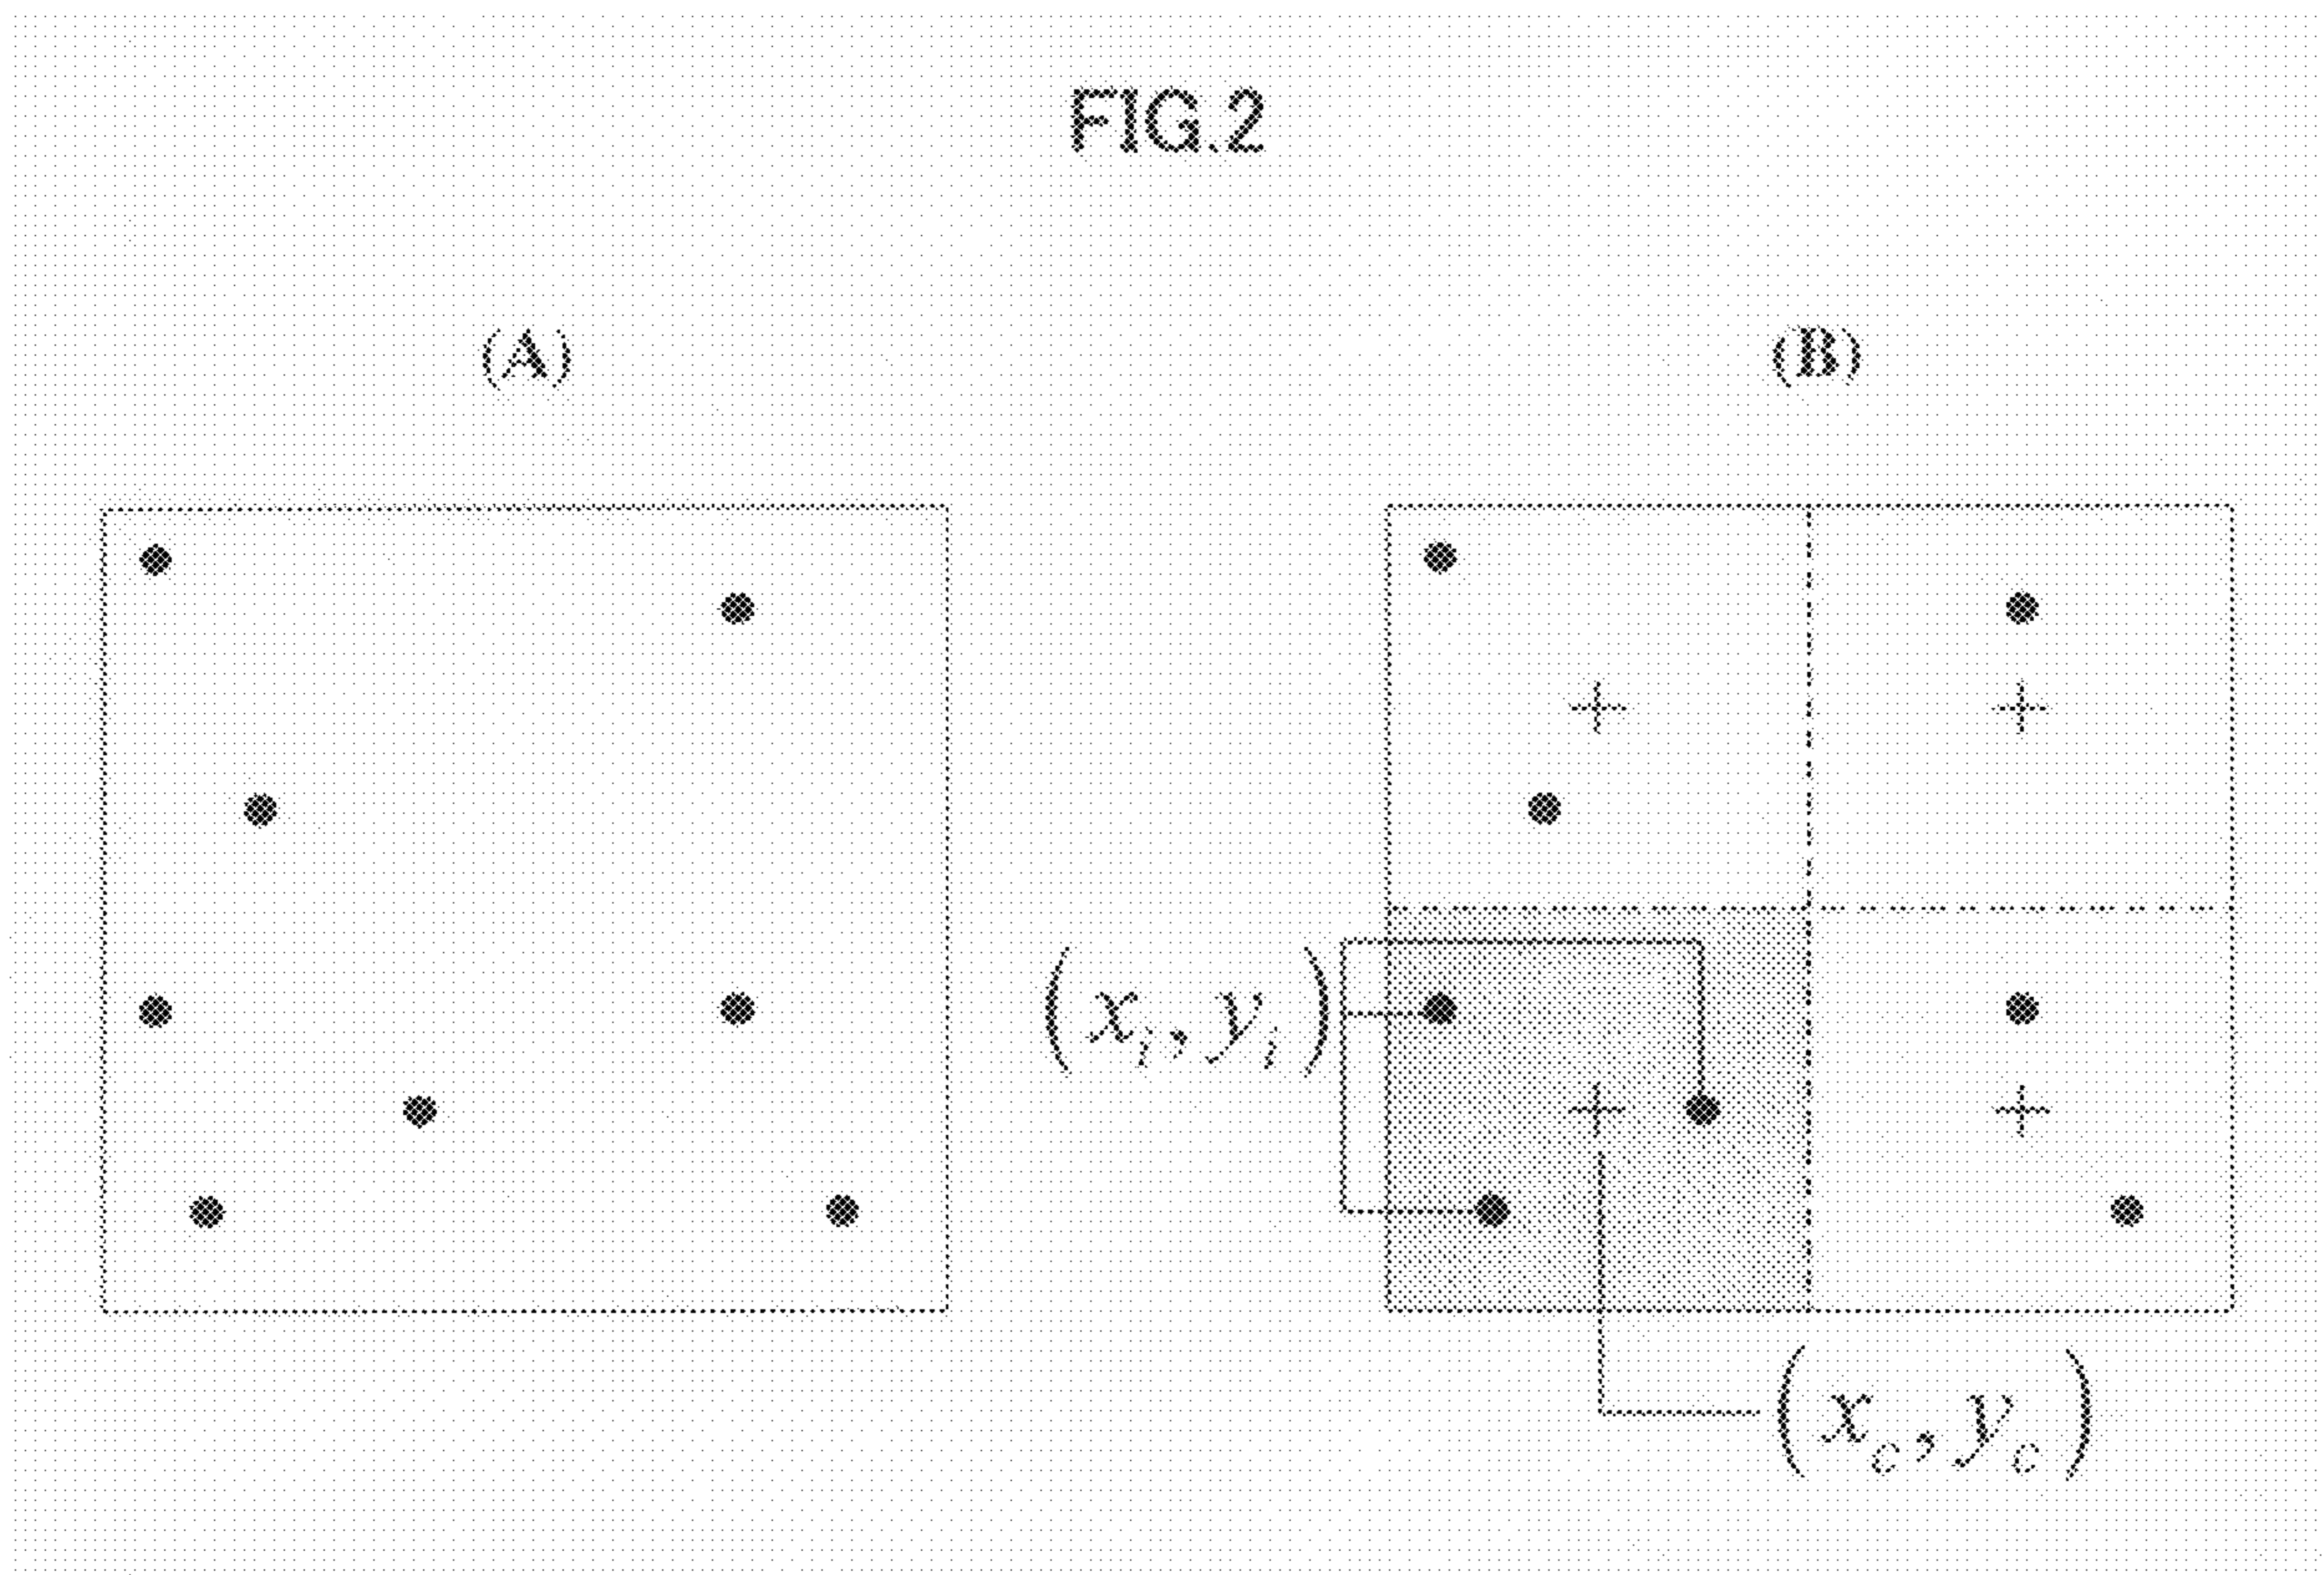 FIG.2
(A)
(B)
(x_i, y_i)
(x_c, y_c)